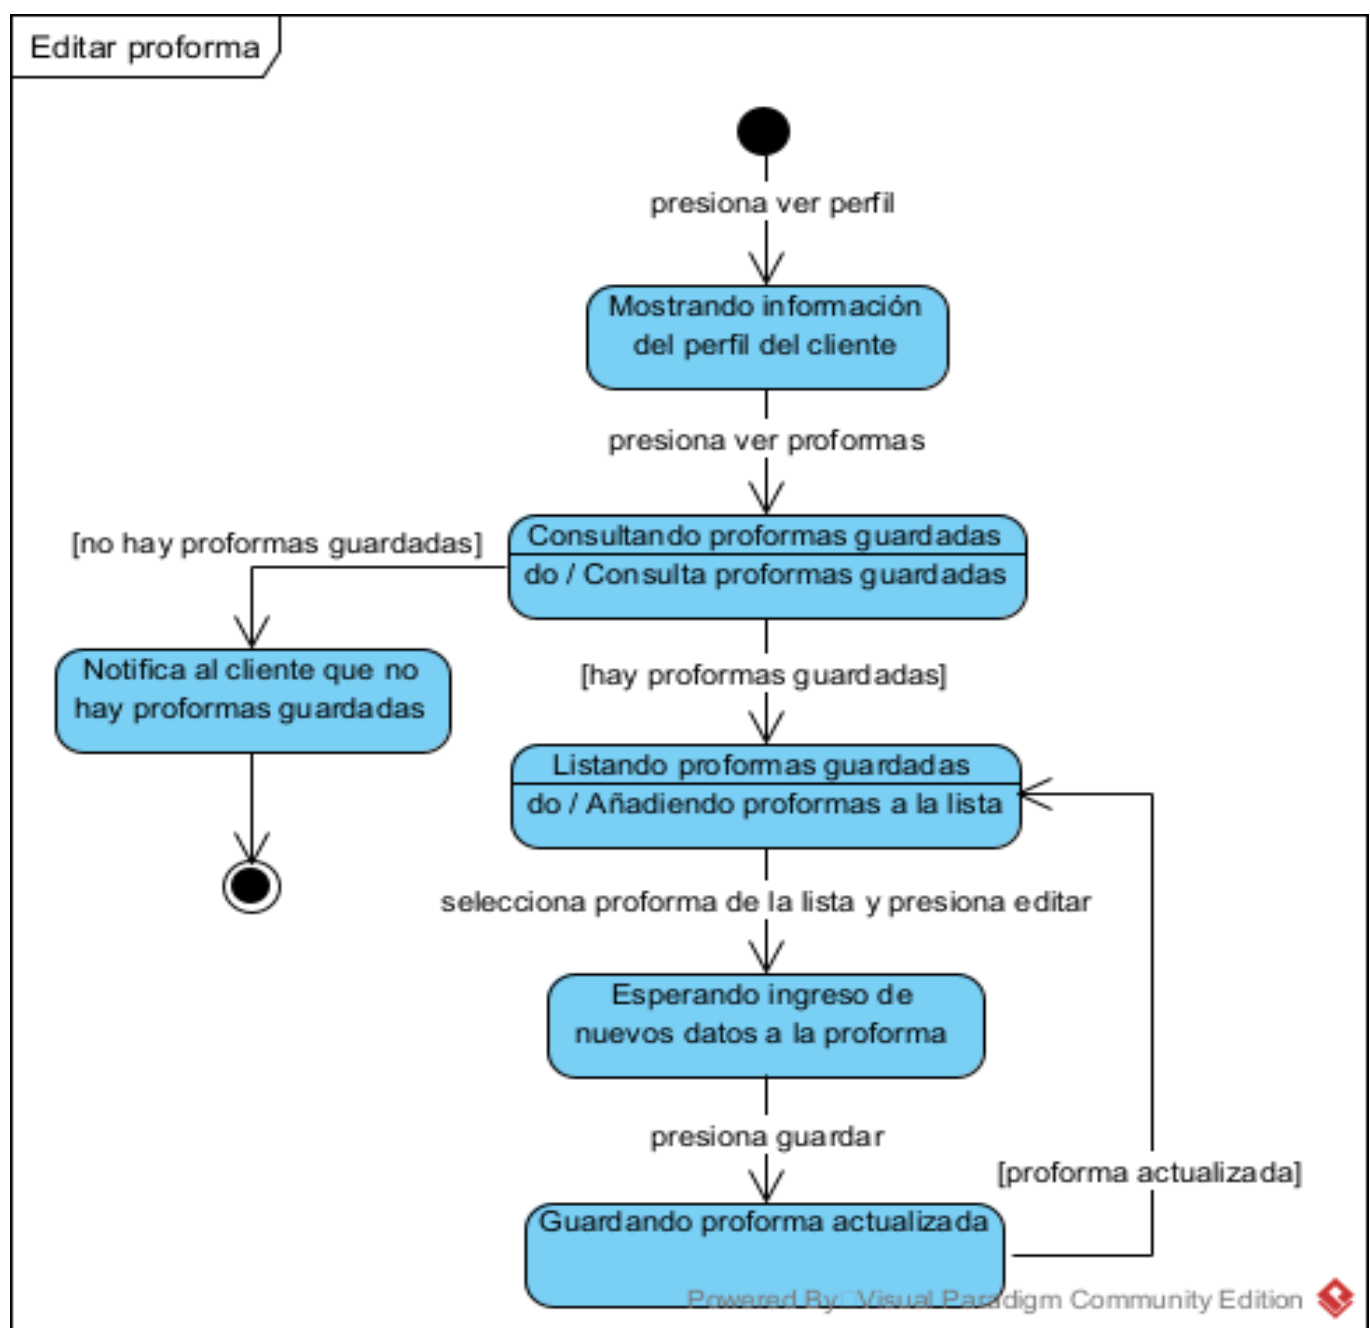 Editar proforma
presiona ver perfil
Mostrando información
del perfil del cliente
presiona ver proformas
Consultando proformas guardadas
do / Consulta proformas guardadas
[no hay proformas guardadas]
Notifica al cliente que no
hay proformas guardadas
[hay proformas guardadas]
Listando proformas guardadas
do / Añadiendo proformas a la lista
selecciona proforma de la lista y presiona editar
Esperando ingreso de
nuevos datos a la proforma
presiona guardar
[proforma actualizada]
Guardando proforma actualizada
Powered By Visual Paradigm Community Edition